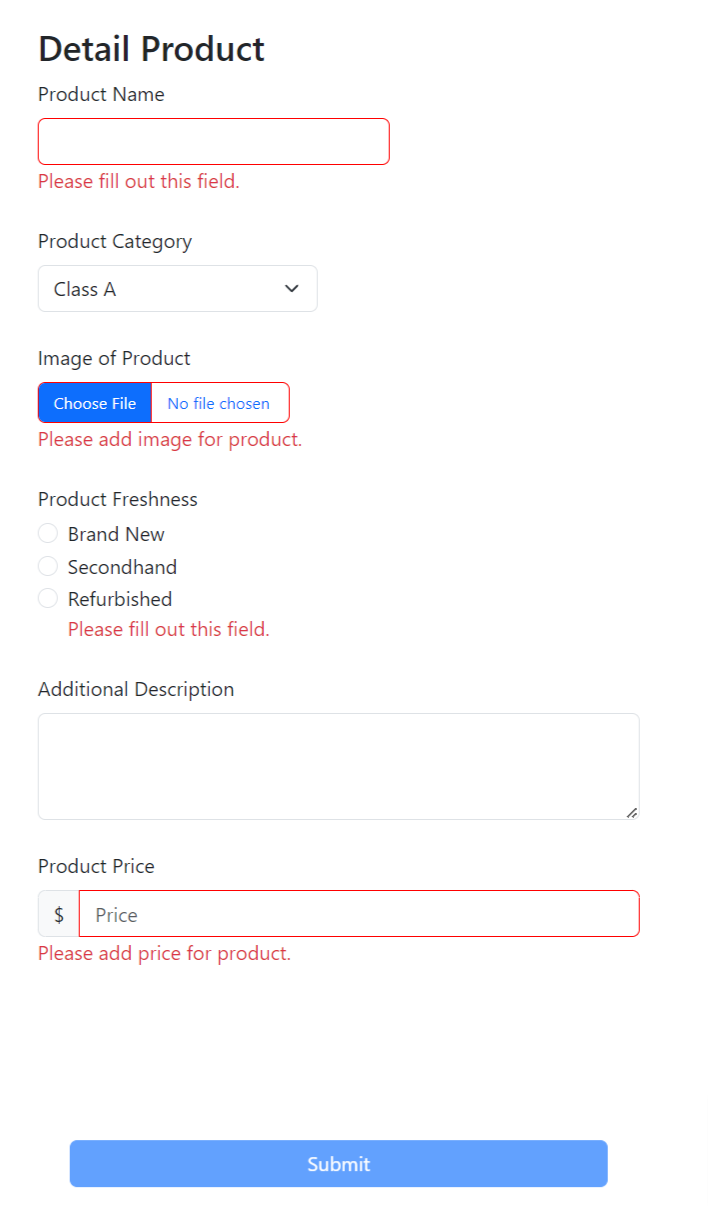 Detail Product
Product Name
Please fill out this field.
Product Category
Class A
Image of Product
Choose File No file chosen
Please add image for product.
Product Freshness
Brand New
Secondhand
Refurbished
Please fill out this field.
Additional Description
Product Price
$ Price
Please add price for product.
Submit